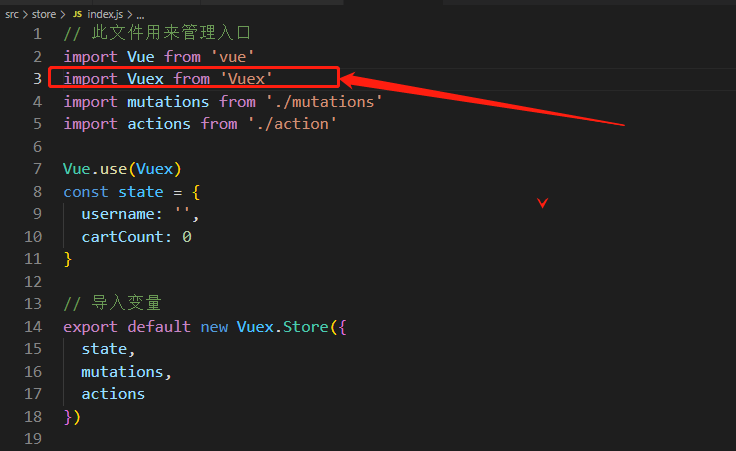 src > store > JS index.js > ...
1 // 此文件用来管理入口
2 import Vue from 'vue'
3 import Vuex from 'Vuex'
4 import mutations from './mutations'
5 import actions from './action'
6
7 Vue.use(Vuex)
8 const state = {
9 username: '',
10 cartCount: 0
11 }
12
13 // 导入变量
14 export default new Vuex.Store({
15 state,
16 mutations,
17 actions
18 })
19